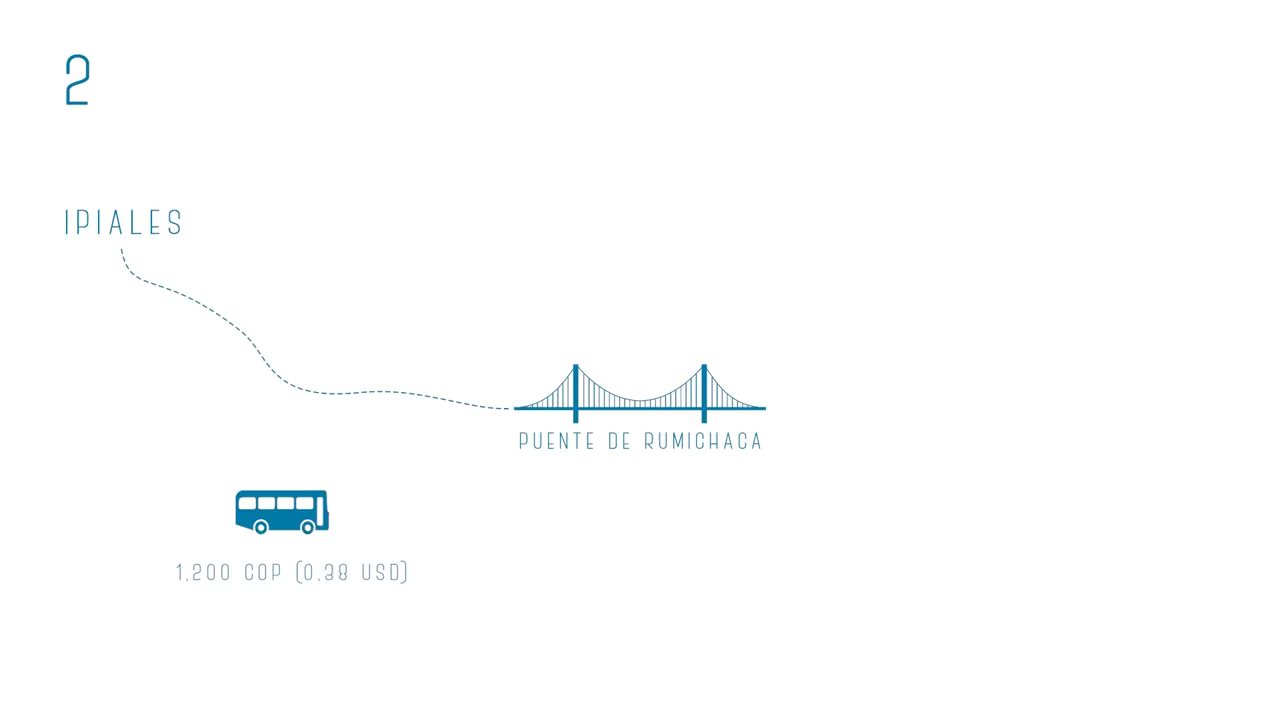 2
IPIALES
PUENTE DE RUMICHACA
1,200 COP (0,38 USD)